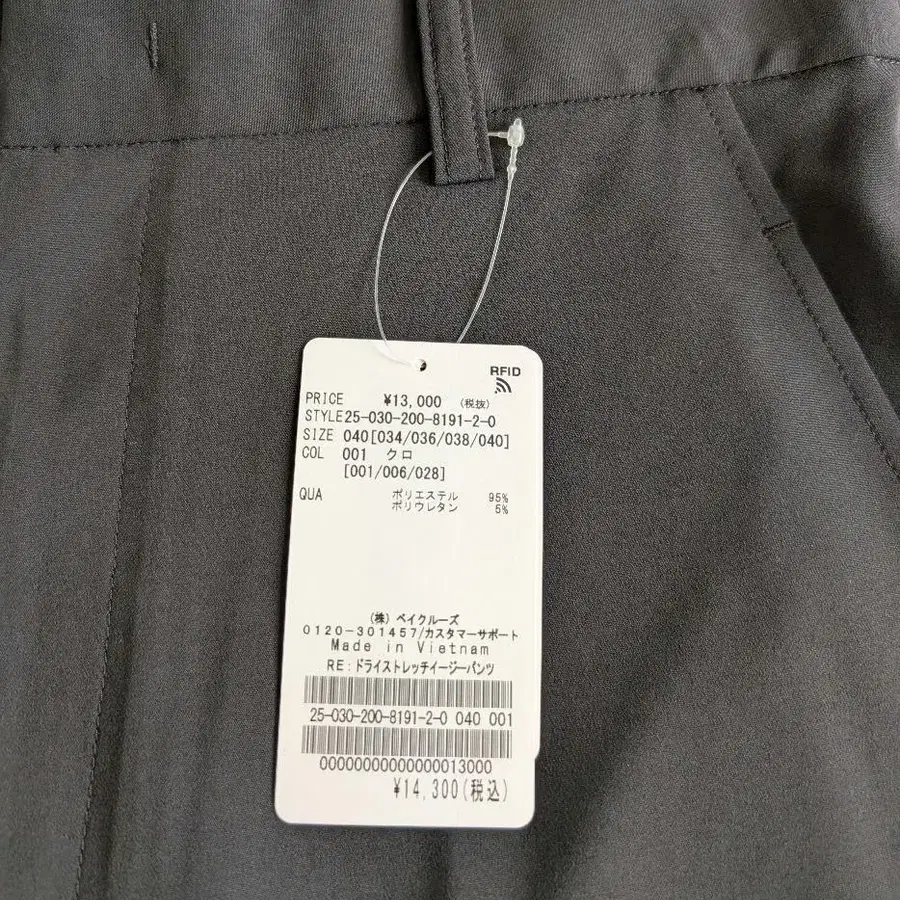 RFID
PRICE ¥13,000 (税抜)
STYLE25-030-200-8191-2-0
SIZE 040[034/036/038/040]
COL 001 クロ
[001/006/028]
QUA ポリエステル 95%
ポリウレタン 5%
(株)ベイクルーズ
0120-301457/カスタマーサポート
Made in Vietnam
RE:ドライストレッチイージーパンツ
25-030-200-8191-2-0 040 001
00000000000000013000
¥14,300(税込)